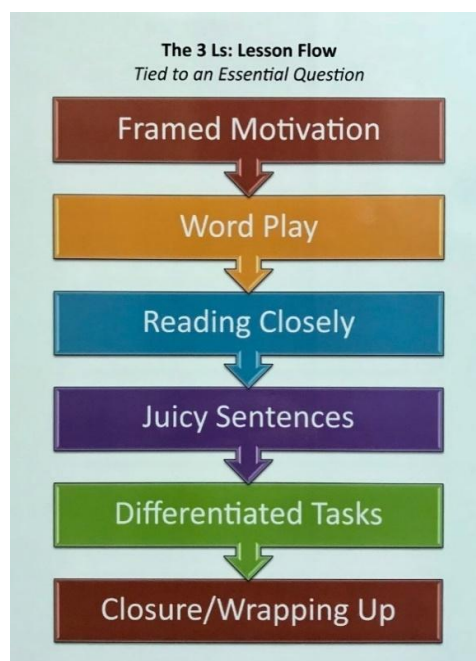 The 3 Ls: Lesson Flow
Tied to an Essential Question
Framed Motivation
Word Play
Reading Closely
Juicy Sentences
Differentiated Tasks
Closure/Wrapping Up